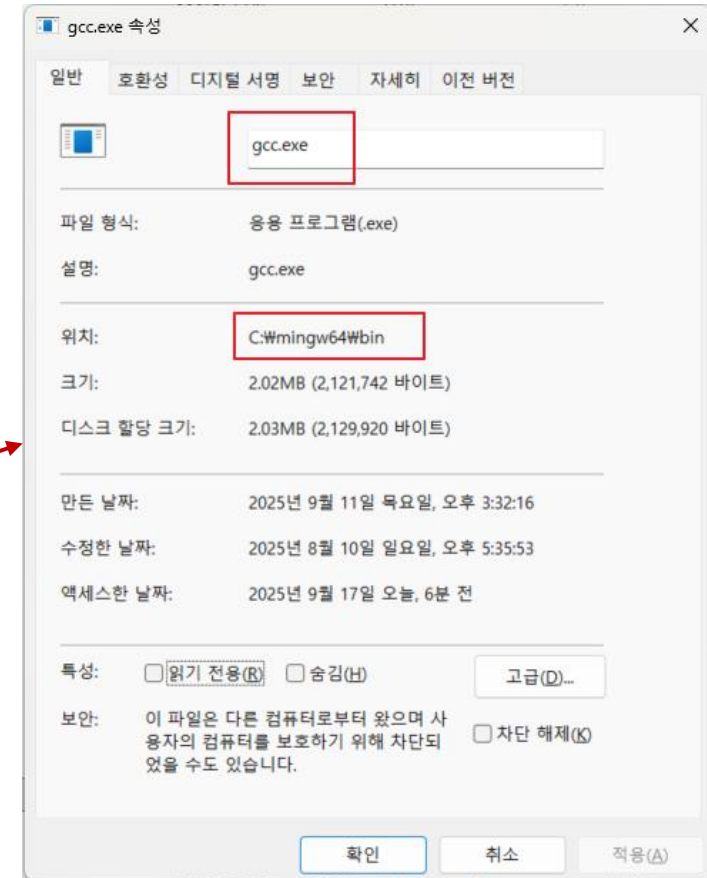 gcc.exe 속성
일반 호환성 디지털 서명 보안 자세히 이전 버전
gcc.exe
파일 형식: 응용 프로그램(.exe)
설명: gcc.exe
위치: C:₩mingw64₩bin
크기: 2.02MB (2,121,742 바이트)
디스크 할당 크기: 2.03MB (2,129,920 바이트)
만든 날짜: 2025년 9월 11일 목요일, 오후 3:32:16
수정한 날짜: 2025년 8월 10일 일요일, 오후 5:35:53
액세스한 날짜: 2025년 9월 17일 오늘, 6분 전
특성: 읽기 전용(R) 숨김(H) 고급(D)...
보안: 이 파일은 다른 컴퓨터로부터 왔으며 사
용자의 컴퓨터를 보호하기 위해 차단되 차단 해제(K)
었을 수도 있습니다.
확인 취소 적용(A)